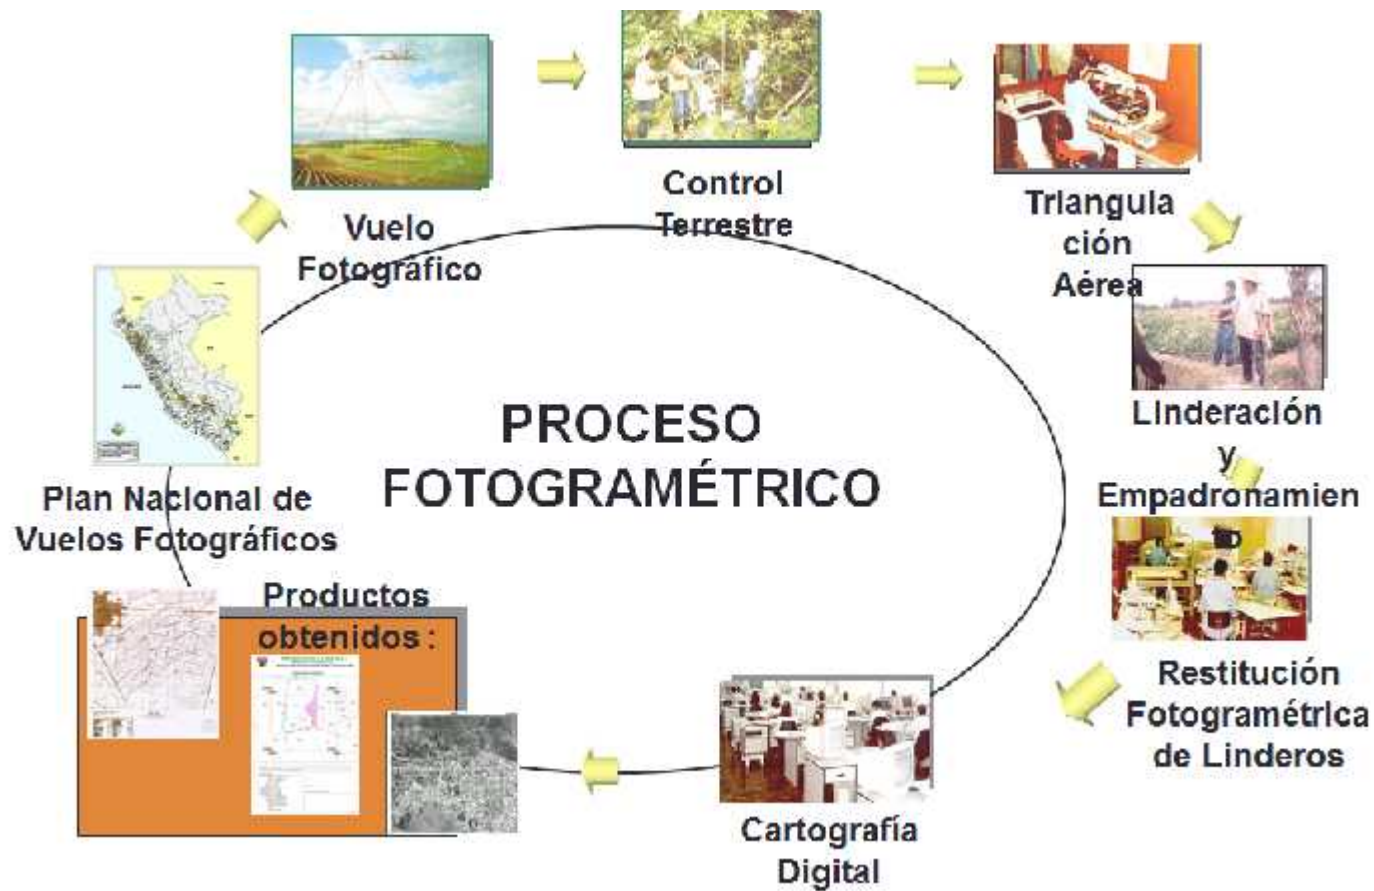 PROCESO
FOTOGRAMÉTRICO
Plan Nacional de
Vuelos Fotográficos
Vuelo
Fotográfico
Control
Terrestre
Triangula
ción
Aérea
Linderación
y
Empadronamien
Restitución
Fotogramétrica
de Linderos
Cartografía
Digital
Productos
obtenidos :